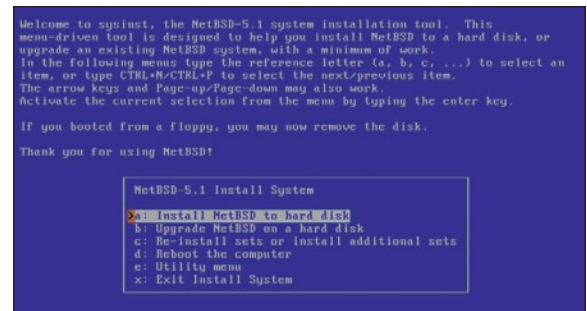 Welcome to sysinst, the NetBSD-5.1 system installation tool.  This
menu-driven tool is designed to help you install NetBSD to a hard disk, or
upgrade an existing NetBSD system, with a minimum of work.
In the following menus type the reference letter (a, b, c, ...) to select an
item, or type CTRL+N/CTRL+P to select the next/previous item.
The arrow keys and Page-up/Page-down may also work.
Activate the current selection from the menu by typing the enter key.
If you booted from a floppy, you may now remove the disk.
Thank you for using NetBSD!
NetBSD-5.1 Install System
>a: Install NetBSD to hard disk
b: Upgrade NetBSD on a hard disk
c: Re-install sets or install additional sets
d: Reboot the computer
e: Utility menu
x: Exit Install System